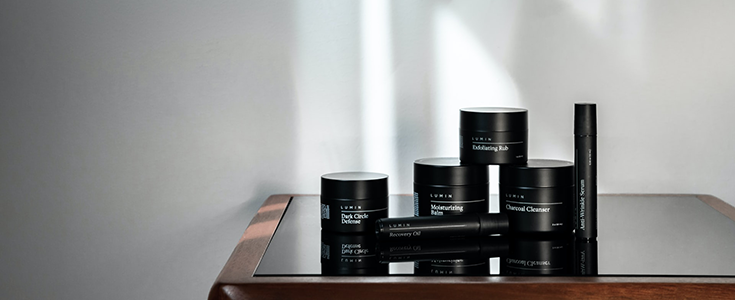 LUMIN
Exfoliating Rub
LUMIN
Dark Circle
Defense
LUMIN
Moisturizing
Balm
LUMIN
Charcoal Cleanser
LUMIN
Recovery Oil
Anti-Wrinkle Serum